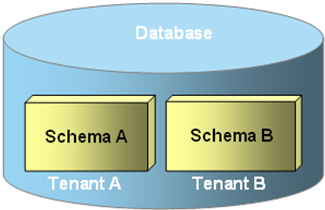 Database
Schema A
Schema B
Tenant A
Tenant B